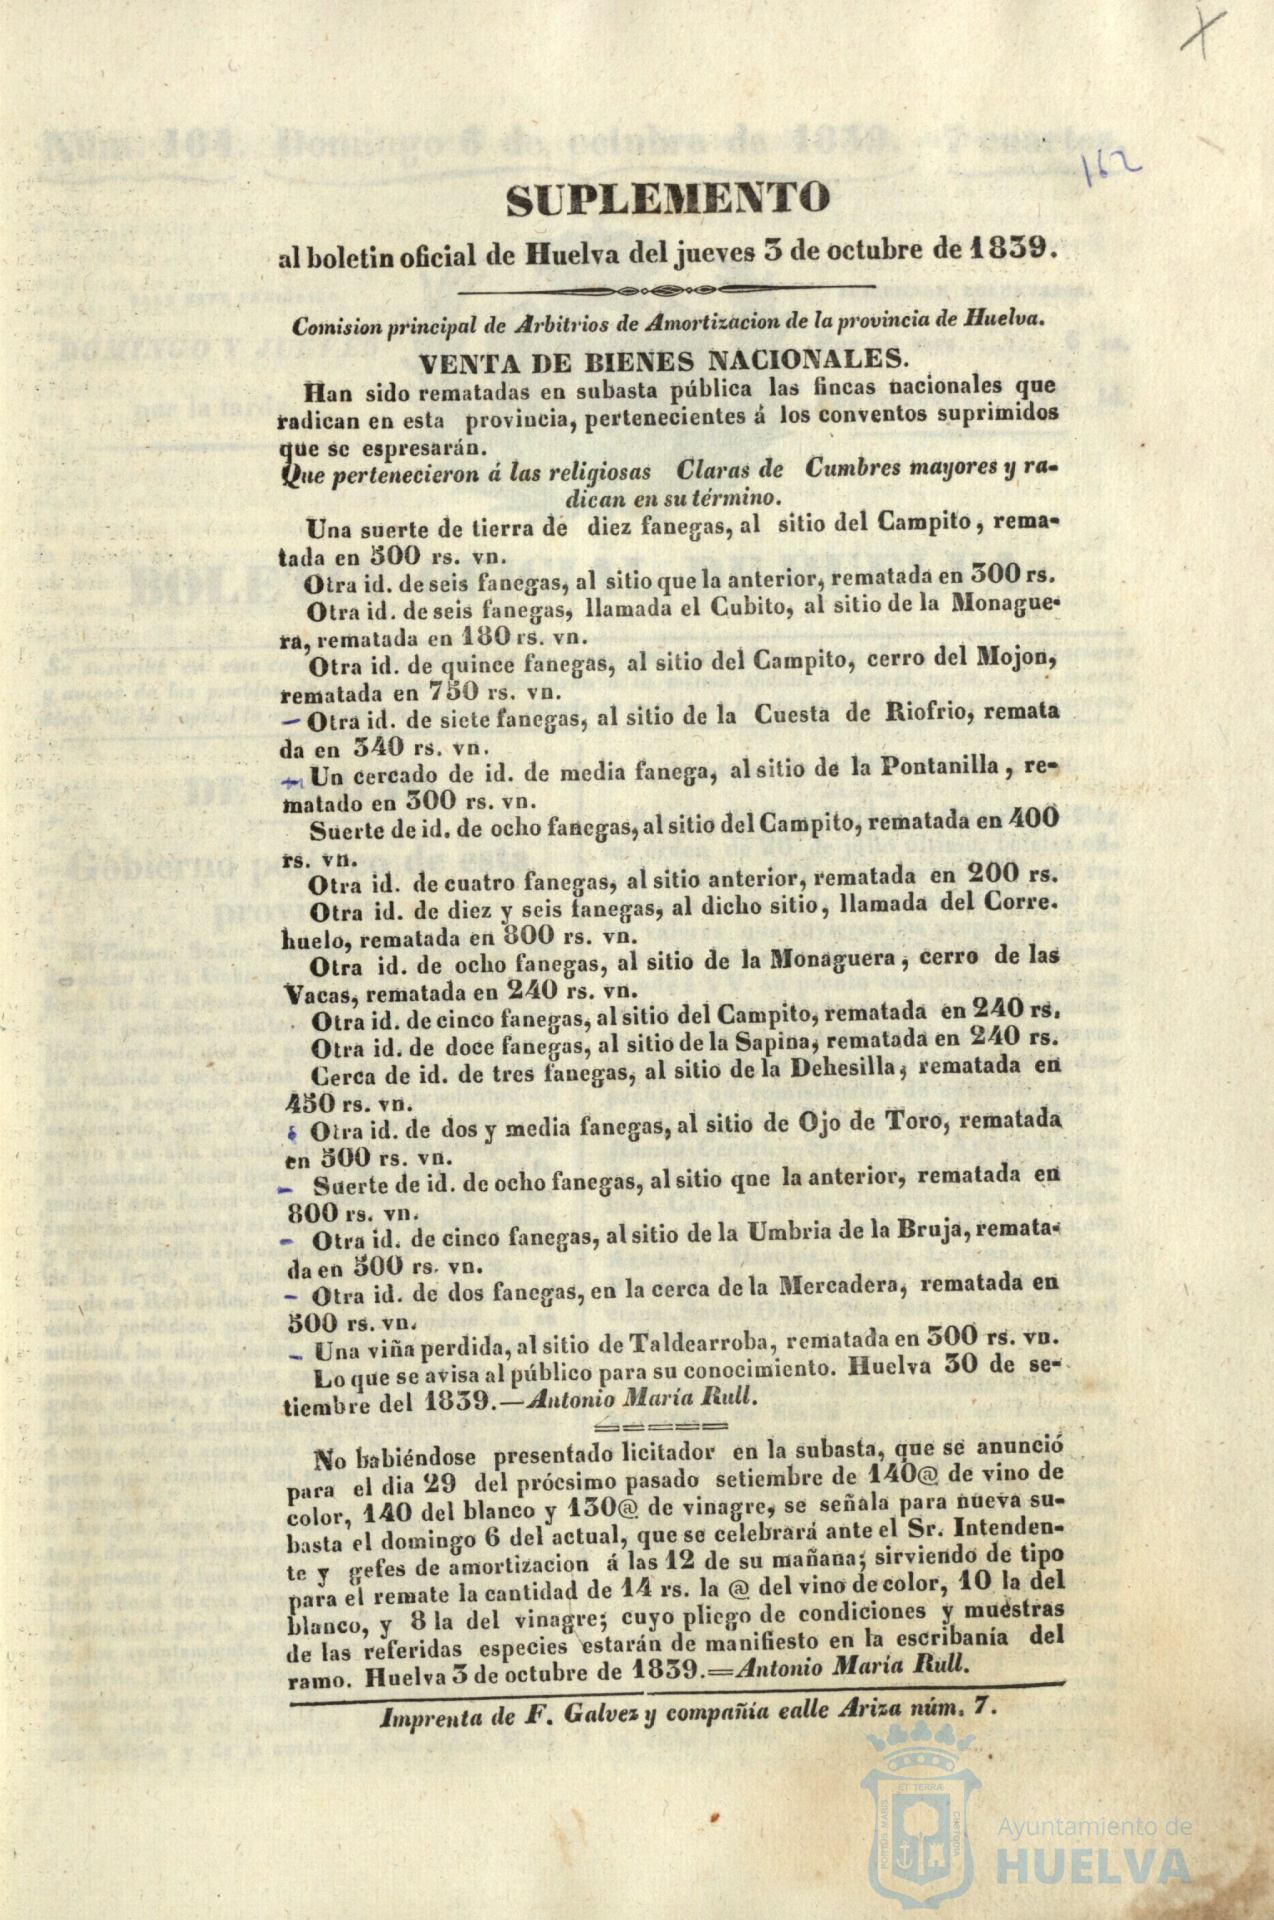 162
SUPLEMENTO
al boletin oficial de Huelva del jueves 3 de octubre de 1839.
Comision principal de Arbitrios de Amortizacion de la provincia de Huelva.
VENTA DE BIENES NACIONALES.
Han sido rematadas en subasta pública las fincas nacionales que
radican en esta provincia, pertenecientes á los conventos suprimidos
que se espresarán.
Que pertenecieron á las religiosas Claras de Cumbres mayores y ra-
dican en su término.
Una suerte de tierra de diez fanegas, al sitio del Campito, rema-
tada en 500 rs. vn.
Otra id. de seis fanegas, al sitio que la anterior, rematada en 300 rs.
Otra id. de seis fanegas, llamada el Cubito, al sitio de la Monague-
ra, rematada en 180 rs. vn.
Otra id. de quince fanegas, al sitio del Campito, cerro del Mojon,
rematada en 750 rs. vn.
Otra id. de siete fanegas, al sitio de la Cuesta de Riofrio, remata
da en 340 rs. vn.
Un cercado de id. de media fanega, al sitio de la Pontanilla, re-
matado en 300 rs. vn.
Suerte de id. de ocho fanegas, al sitio del Campito, rematada en 400
rs. vn.
Otra id. de cuatro fanegas, al sitio anterior, rematada en 200 rs.
Otra id. de diez y seis fanegas, al dicho sitio, llamada del Corre.
huelo, rematada en 800 rs. vn.
Otra id. de ocho fanegas, al sitio de la Monaguera, cerro de las
Vacas, rematada en 240 rs. vn.
Otra id. de cinco fanegas, al sitio del Campito, rematada en 240 rs.
Otra id. de doce fanegas, al sitio de la Sapina, rematada en 240 rs.
Cerca de id. de tres fanegas, al sitio de la Dehesilla, rematada en
450 rs. vn.
Otra id. de dos y media fanegas, al sitio de Ojo de Toro, rematada
en 500 rs. vn.
Suerte de id. de ocho fanegas, al sitio qne la anterior, rematada en
800 rs. vn.
Otra id. de cinco fanegas, al sitio de la Umbria de la Bruja, remata-
da en 500 rs. vn.
Otra id. de dos fanegas, en la cerca de la Mercadera, rematada en
500 rs. vn.
Una viña perdida, al sitio de Taldearroba, rematada en 300 rs. vn.
Lo que se avisa al público para su conocimiento. Huelva 30 de se-
tiembre del 1839.—Antonio María Rull.
No babiéndose presentado licitador en la subasta, que se anunció
para el dia 29 del prócsimo pasado setiembre de 140@ de vino de
color, 140 del blanco y 130@ de vinagre, se señala para nueva su-
basta el domingo 6 del actual, que se celebrará ante el Sr. Intenden-
te y gefes de amortizacion á las 12 de su mañana; sirviendo de tipo
para el remate la cantidad de 14 rs. la @ del vino de color, 10 la del
blanco, y 8 la del vinagre; cuyo pliego de condiciones y muestras
de las referidas especies estarán de manifiesto en la escribanía del
ramo. Huelva 3 de octubre de 1839.=Antonio María Rull.
Imprenta de F. Galvez y compañía ealle Ariza núm. 7.
PORTUS MARIS ET TERRÆ CUSTODIA
Ayuntamiento de
HUELVA